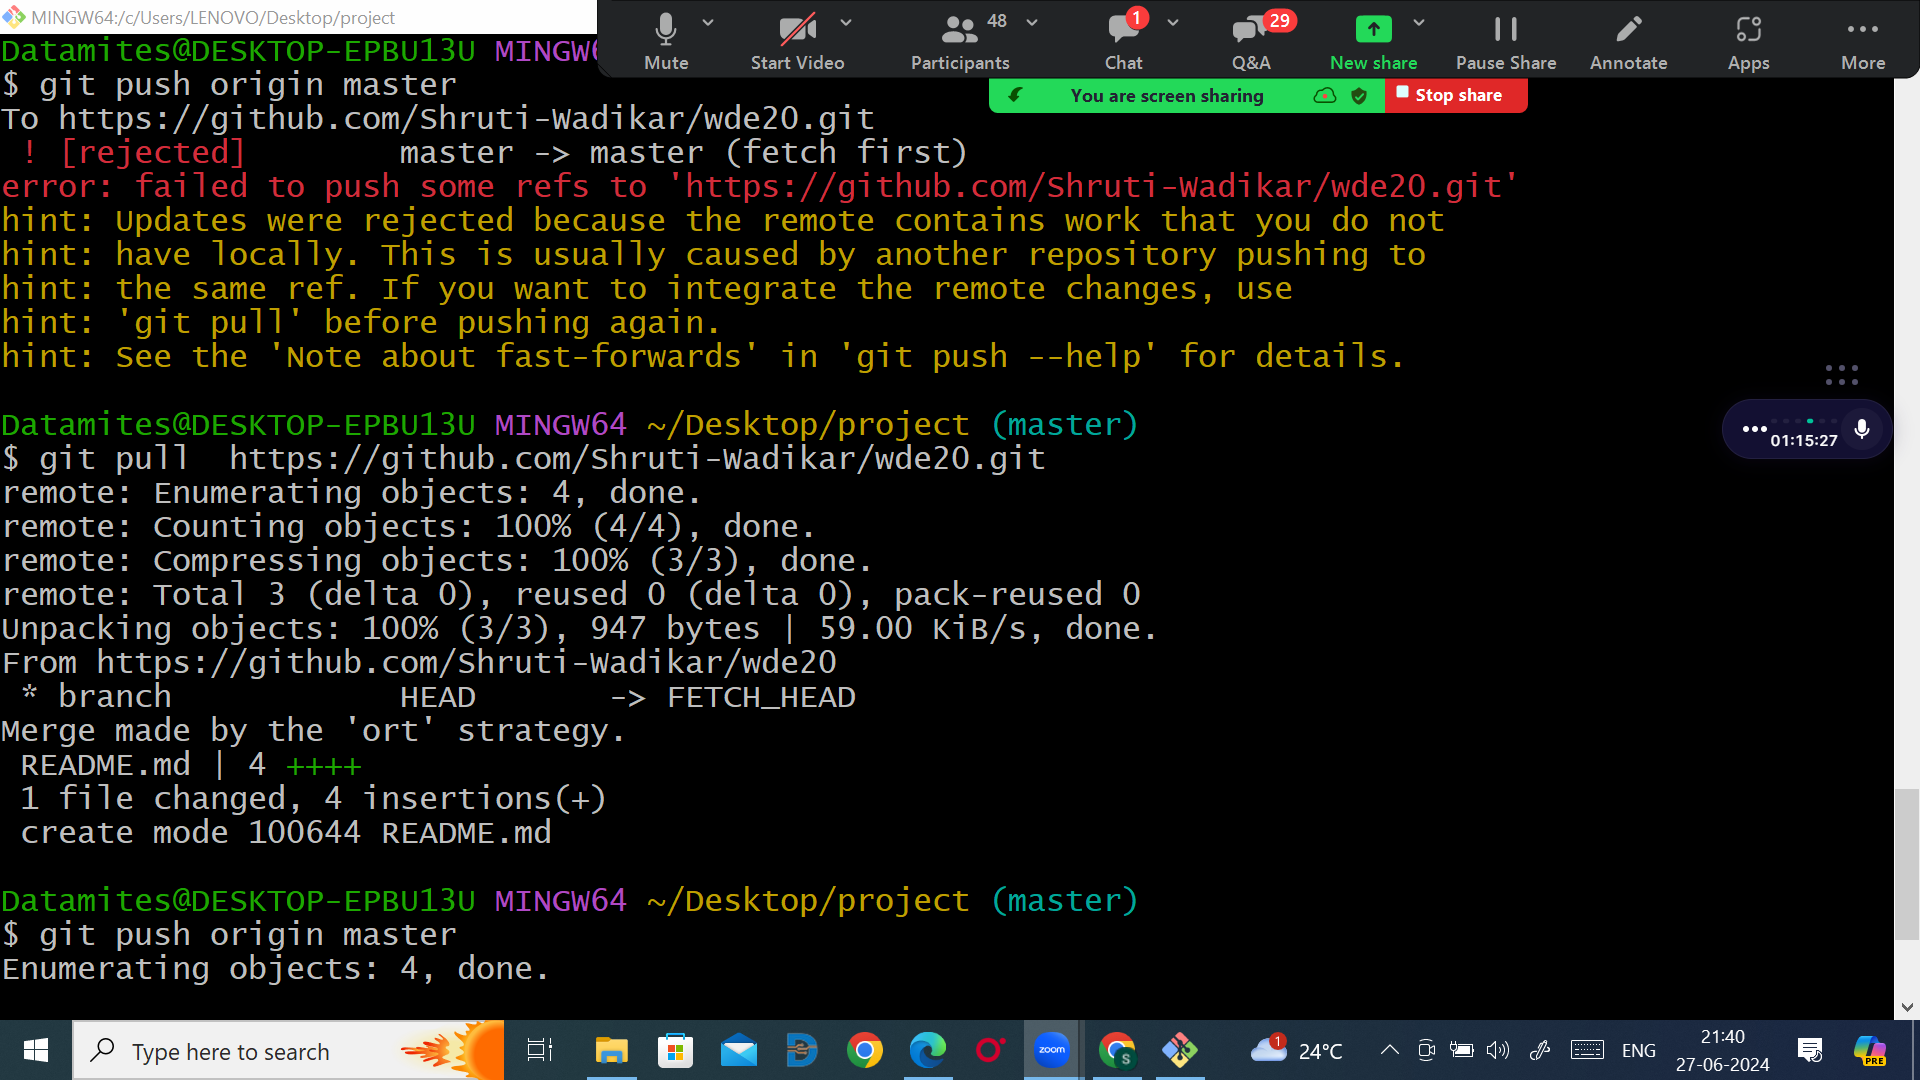 MINGW64:/c/Users/LENOVO/Desktop/project
Mute
Start Video
48
Participants
1
Chat
29
Q&A
New share
Pause Share
Annotate
Apps
More
You are screen sharing
Stop share
Datamites@DESKTOP-EPBU13U MINGW6
$ git push origin master
To https://github.com/Shruti-Wadikar/wde20.git
! [rejected]        master -> master (fetch first)
error: failed to push some refs to 'https://github.com/Shruti-Wadikar/wde20.git'
hint: Updates were rejected because the remote contains work that you do not
hint: have locally. This is usually caused by another repository pushing to
hint: the same ref. If you want to integrate the remote changes, use
hint: 'git pull' before pushing again.
hint: See the 'Note about fast-forwards' in 'git push --help' for details.
Datamites@DESKTOP-EPBU13U MINGW64 ~/Desktop/project (master)
$ git pull  https://github.com/Shruti-Wadikar/wde20.git
01:15:27
remote: Enumerating objects: 4, done.
remote: Counting objects: 100% (4/4), done.
remote: Compressing objects: 100% (3/3), done.
remote: Total 3 (delta 0), reused 0 (delta 0), pack-reused 0
Unpacking objects: 100% (3/3), 947 bytes | 59.00 KiB/s, done.
From https://github.com/Shruti-Wadikar/wde20
* branch            HEAD       -> FETCH_HEAD
Merge made by the 'ort' strategy.
README.md | 4 ++++
1 file changed, 4 insertions(+)
create mode 100644 README.md
Datamites@DESKTOP-EPBU13U MINGW64 ~/Desktop/project (master)
$ git push origin master
Enumerating objects: 4, done.
Type here to search
zoom
S
1
24°C
ENG
21:40
27-06-2024
PRE